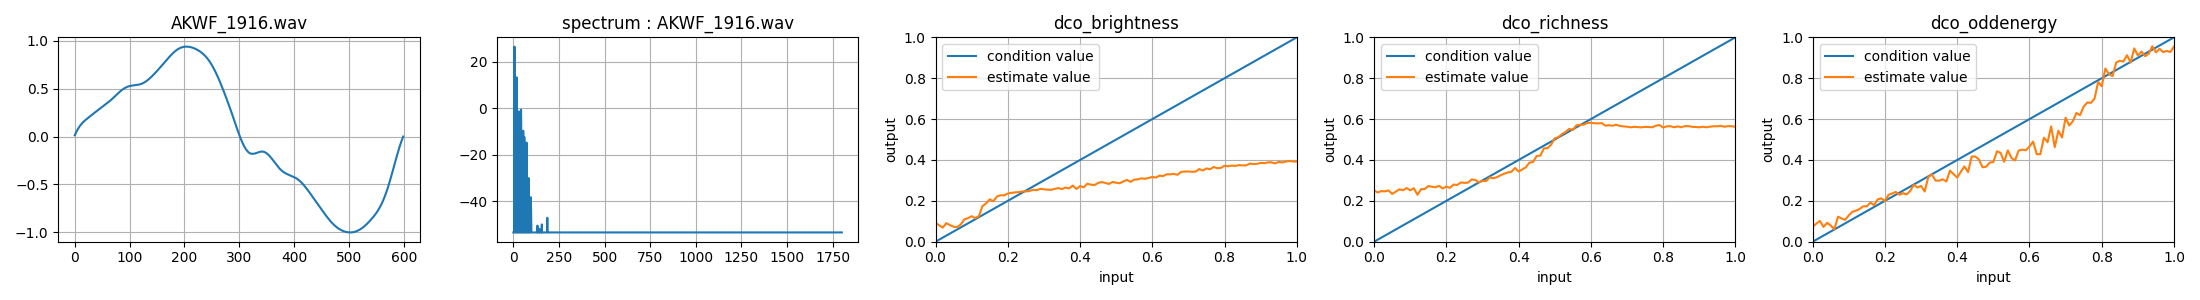 AKWF_1916.wav
1.0
0.5
0.0
−0.5
−1.0
0 100 200 300 400 500 600
spectrum : AKWF_1916.wav
20
0
−20
−40
0 250 500 750 1000 1250 1500 1750
dco_brightness
condition value
estimate value
output
1.0
0.8
0.6
0.4
0.2
0.0
0.0 0.2 0.4 0.6 0.8 1.0
input
dco_richness
condition value
estimate value
output
1.0
0.8
0.6
0.4
0.2
0.0
0.0 0.2 0.4 0.6 0.8 1.0
input
dco_oddenergy
condition value
estimate value
output
1.0
0.8
0.6
0.4
0.2
0.0
0.0 0.2 0.4 0.6 0.8 1.0
input